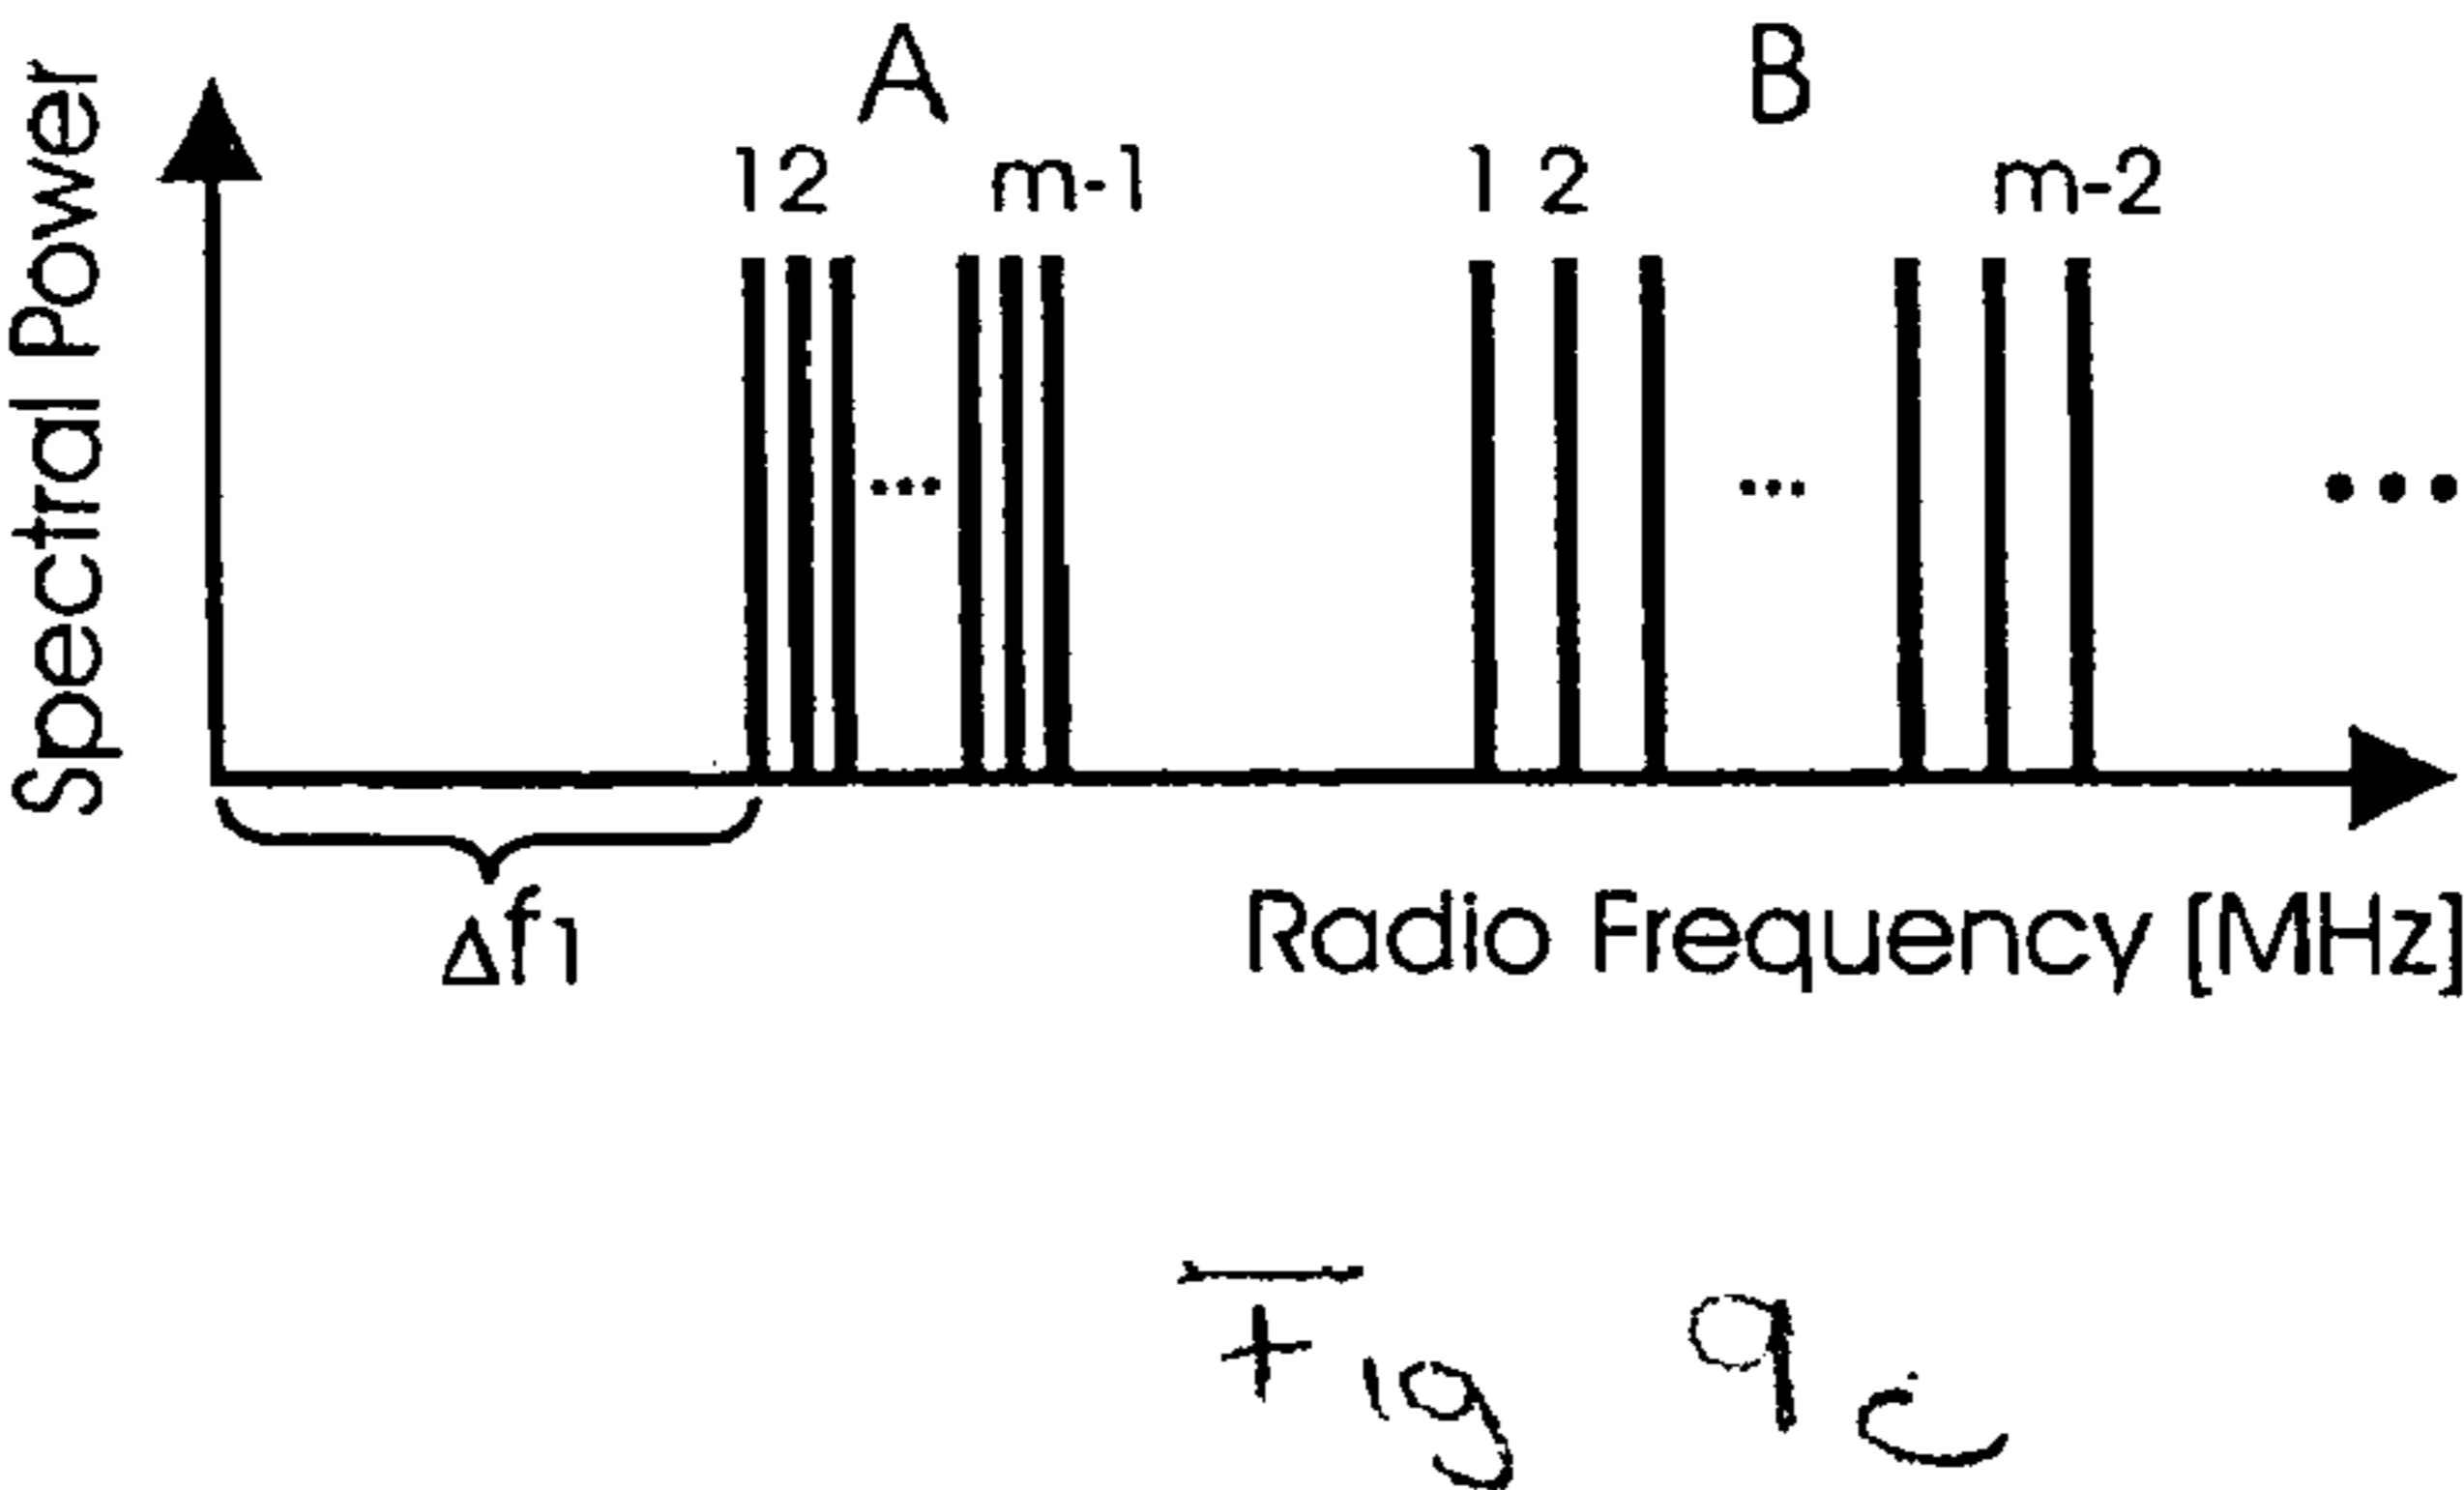 Spectral Power
A B
1 2 m-1 1 2 m-2
... ... ...
Δf1
Radio Frequency [MHz]
Fig 9c